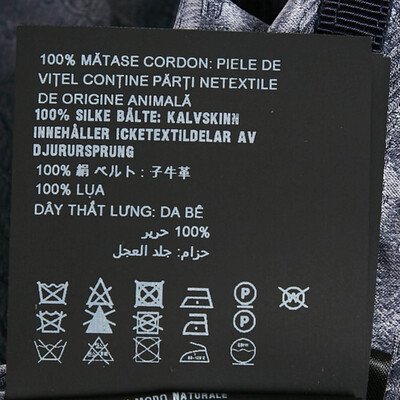 100% MĂTASE CORDON: PIELE DE
VIȚEL CONȚINE PĂRȚI NETEXTILE
DE ORIGINE ANIMALĂ
100% SILKE BÄLTE: KALVSKINN
INNEHÅLLER ICKETEXTILDELAR AV
DJURURSPRUNG
100% 絹 ベルト : 子牛革
100% LỤA
DÂY THẮT LƯNG: DA BÊ
100% حرير
حزام: جلد العجل
P W
P
MODO NATURALE